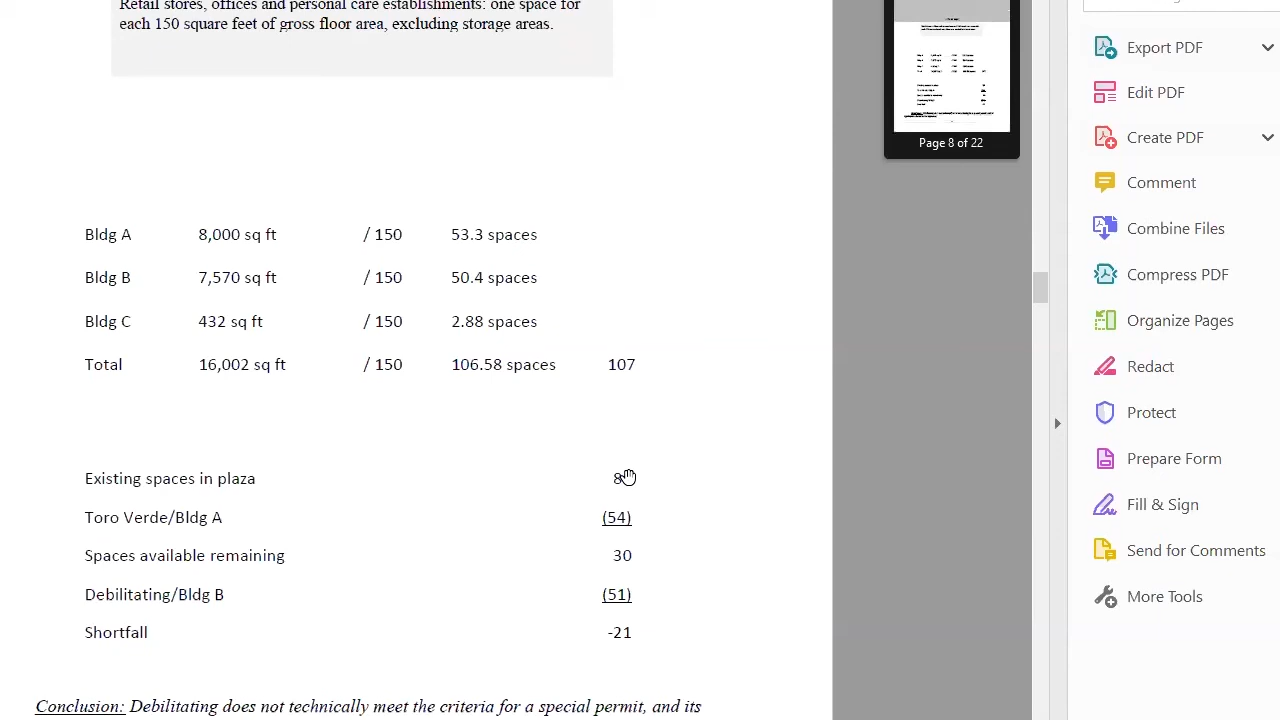 Retail stores, offices and personal care establishments: one space for
each 150 square feet of gross floor area, excluding storage areas.
Bldg A 8,000 sq ft / 150 53.3 spaces
Bldg B 7,570 sq ft / 150 50.4 spaces
Bldg C 432 sq ft / 150 2.88 spaces
Total 16,002 sq ft / 150 106.58 spaces 107
Existing spaces in plaza
Toro Verde/Bldg A (54)
Spaces available remaining 30
Debilitating/Bldg B (51)
Shortfall -21
Conclusion: Debilitating does not technically meet the criteria for a special permit, and its
Page 8 of 22
Export PDF
Edit PDF
Create PDF
Comment
Combine Files
Compress PDF
Organize Pages
Redact
Protect
Prepare Form
Fill & Sign
Send for Comments
More Tools